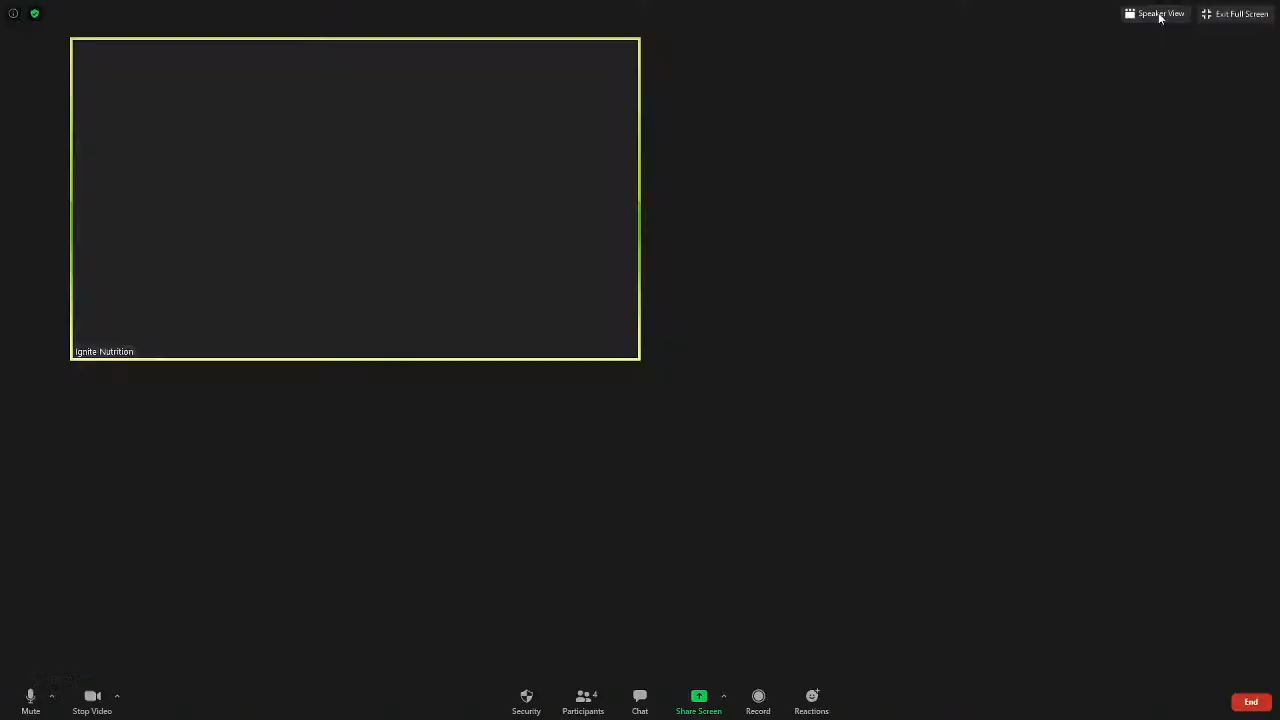 Speaker View
Exit Full Screen
Ignite Nutrition
Mute
Stop Video
Security
4
Participants
Chat
Share Screen
Record
Reactions
End